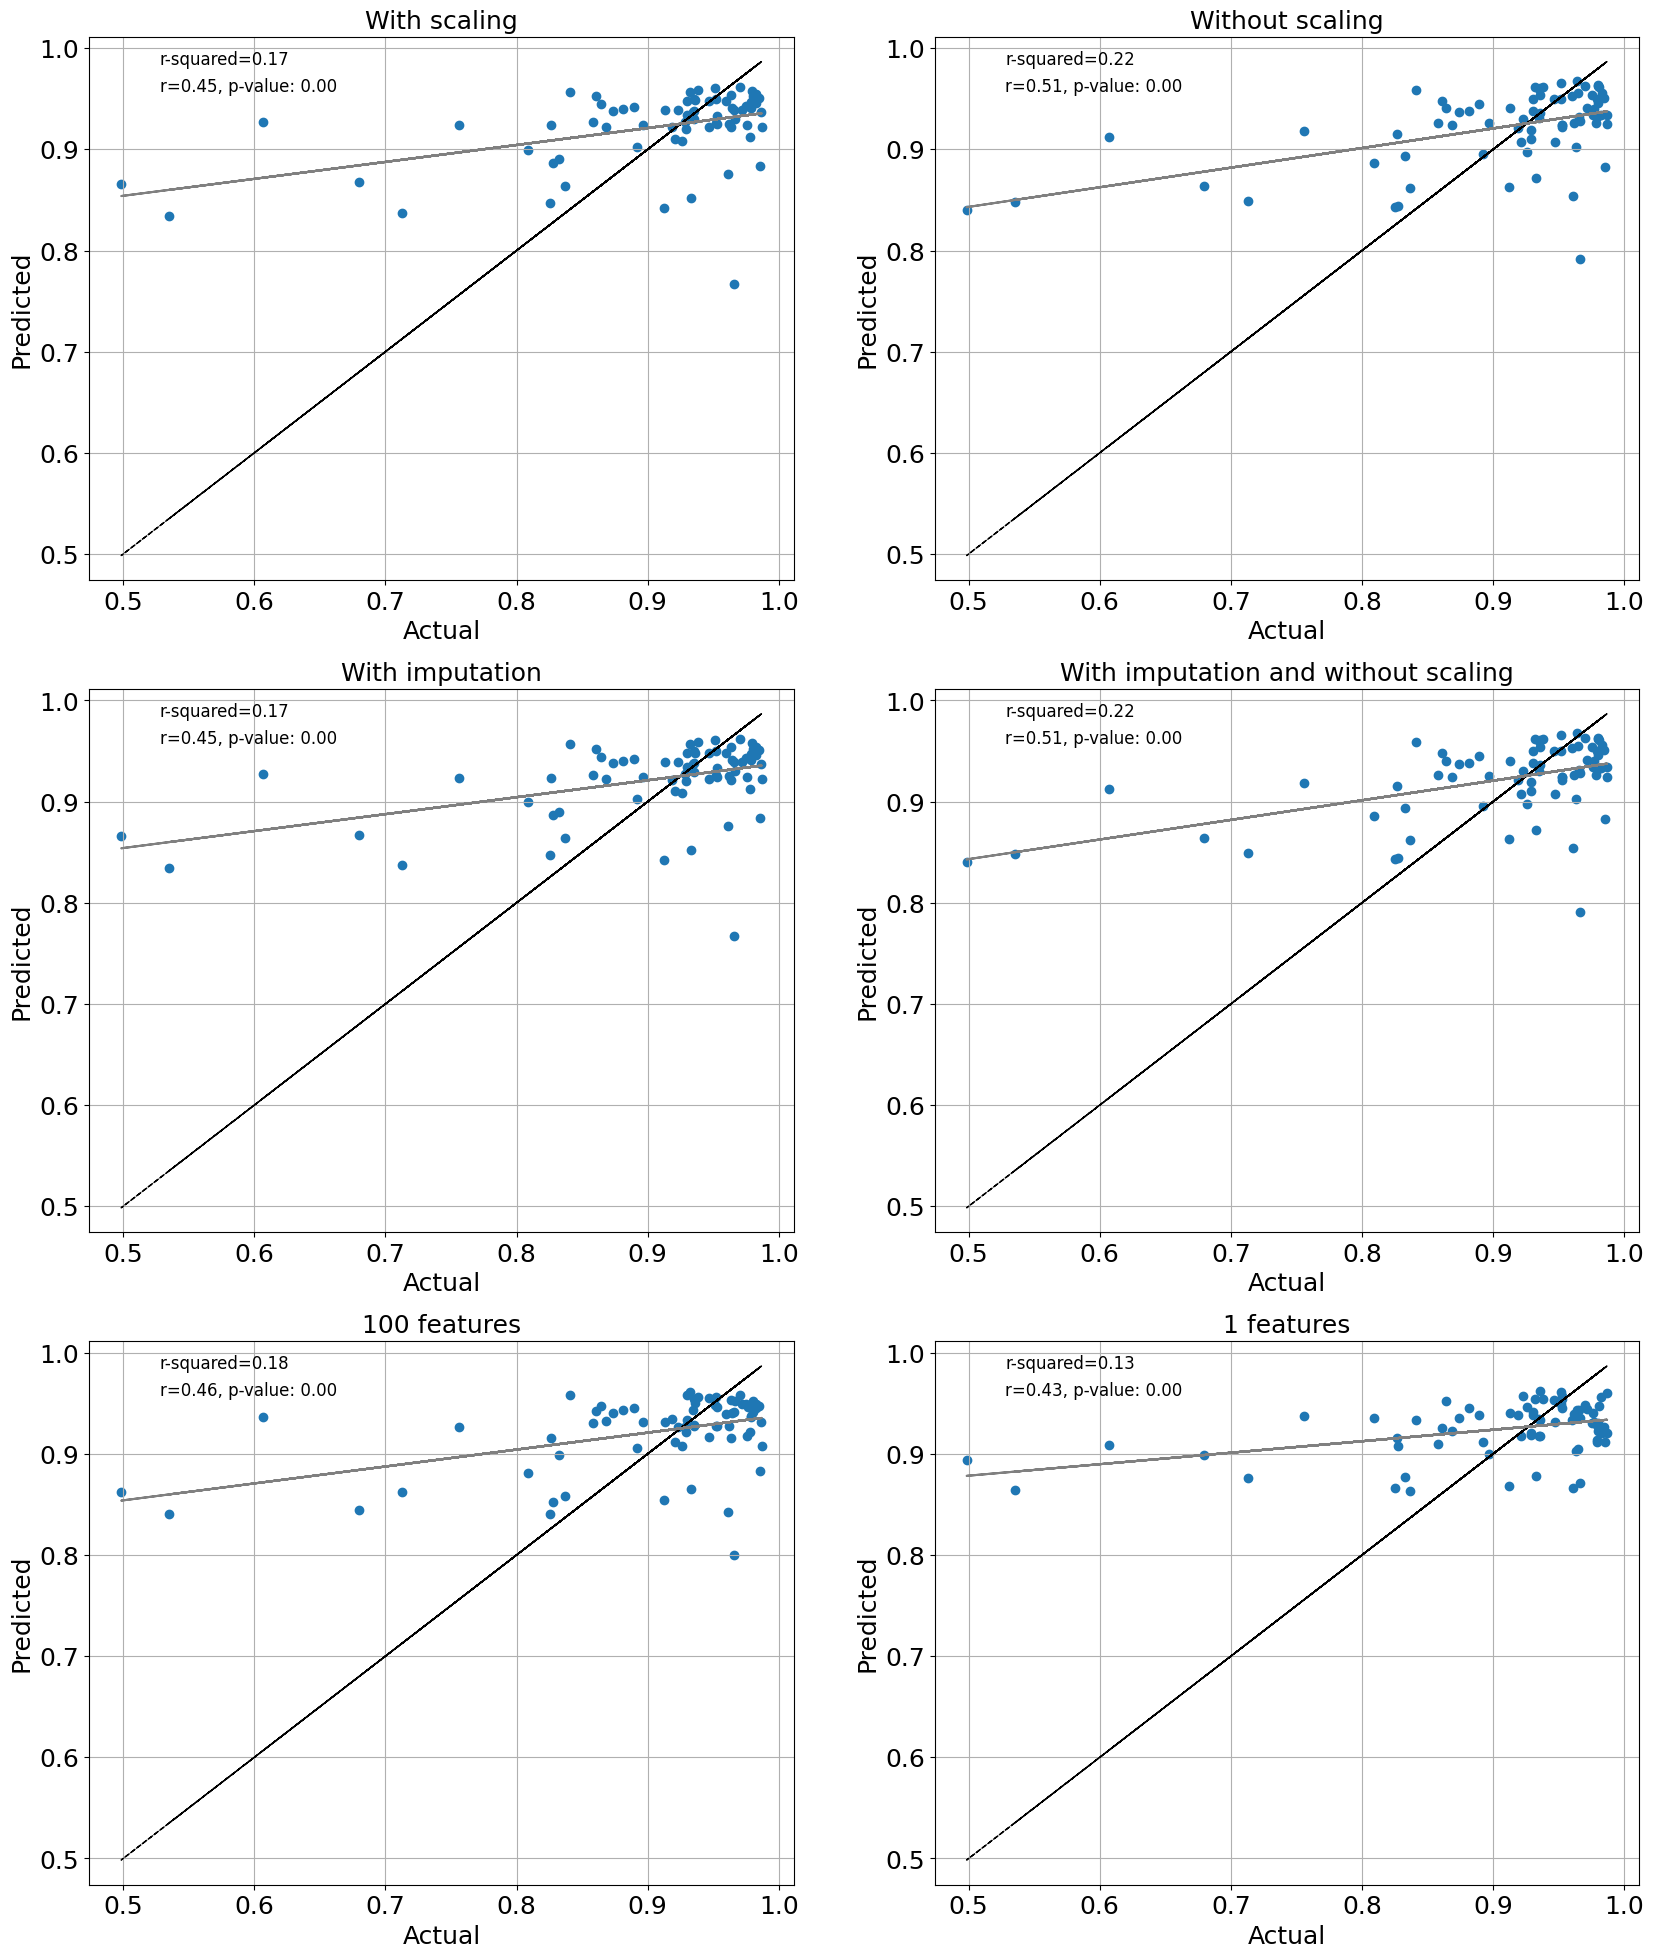 With scaling
r-squared=0.17
r=0.45, p-value: 0.00
1.0
0.9
0.8
0.7
0.6
0.5
Predicted
0.5 0.6 0.7 0.8 0.9 1.0
Actual
Without scaling
r-squared=0.22
r=0.51, p-value: 0.00
1.0
0.9
0.8
0.7
0.6
0.5
Predicted
0.5 0.6 0.7 0.8 0.9 1.0
Actual
With imputation
r-squared=0.17
r=0.45, p-value: 0.00
1.0
0.9
0.8
0.7
0.6
0.5
Predicted
0.5 0.6 0.7 0.8 0.9 1.0
Actual
With imputation and without scaling
r-squared=0.22
r=0.51, p-value: 0.00
1.0
0.9
0.8
0.7
0.6
0.5
Predicted
0.5 0.6 0.7 0.8 0.9 1.0
Actual
100 features
r-squared=0.18
r=0.46, p-value: 0.00
1.0
0.9
0.8
0.7
0.6
0.5
Predicted
0.5 0.6 0.7 0.8 0.9 1.0
Actual
1 features
r-squared=0.13
r=0.43, p-value: 0.00
1.0
0.9
0.8
0.7
0.6
0.5
Predicted
0.5 0.6 0.7 0.8 0.9 1.0
Actual